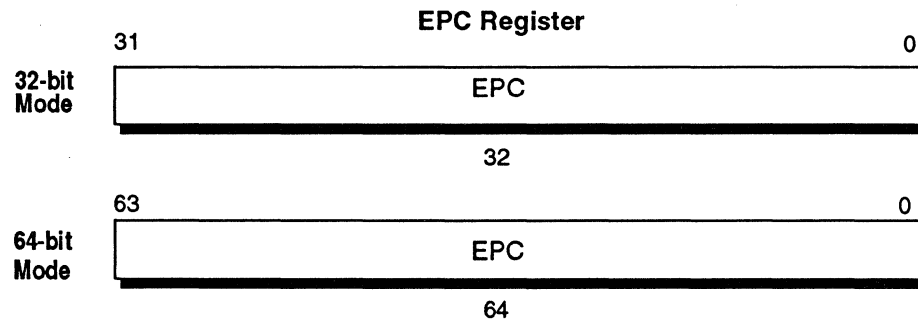 EPC Register
31 0
32-bit
Mode
EPC
32
63 0
64-bit
Mode
EPC
64